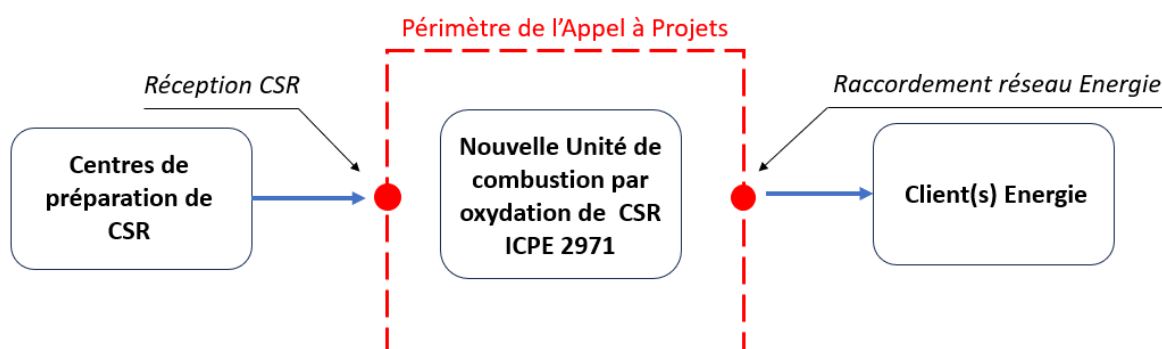 Périmètre de l'Appel à Projets
Réception CSR
Raccordement réseau Energie
Centres de
préparation de
CSR
Nouvelle Unité de
combustion par
oxydation de CSR
ICPE 2971
Client(s) Energie